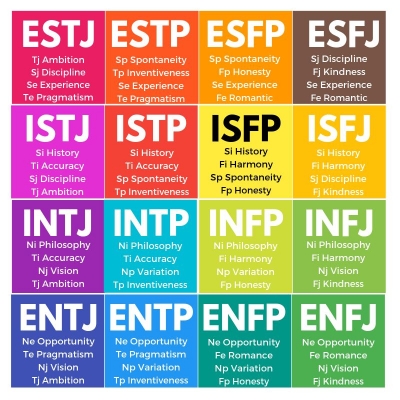 ESTJ
Tj Ambition
Sj Discipline
Se Experience
Te Pragmatism
ESTP
Sp Spontaneity
Tp Inventiveness
Se Experience
Te Pragmatism
ESFP
Sp Spontaneity
Fp Honesty
Se Experience
Fe Romantic
ESFJ
Sj Discipline
Fj Kindness
Se Experience
Fe Romantic
ISTJ
Si History
Ti Accuracy
Sj Discipline
Tj Ambition
ISTP
Si History
Ti Accuracy
Sp Spontaneity
Tp Inventiveness
ISFP
Si History
Fi Harmony
Sp Spontaneity
Fp Honesty
ISFJ
Si History
Fi Harmony
Sj Discipline
Fj Kindness
INTJ
Ni Philosophy
Ti Accuracy
Nj Vision
Tj Ambition
INTP
Ni Philosophy
Ti Accuracy
Np Variation
Tp Inventiveness
INFP
Ni Philosophy
Fi Harmony
Np Variation
Fp Honesty
INFJ
Ni Philosophy
Fi Harmony
Nj Vision
Fj Kindness
ENTJ
Ne Opportunity
Te Pragmatism
Nj Vision
Tj Ambition
ENTP
Ne Opportunity
Te Pragmatism
Np Variation
Tp Inventiveness
ENFP
Ne Opportunity
Fe Romance
Np Variation
Fp Honesty
ENFJ
Ne Opportunity
Fe Romance
Nj Vision
Fj Kindness